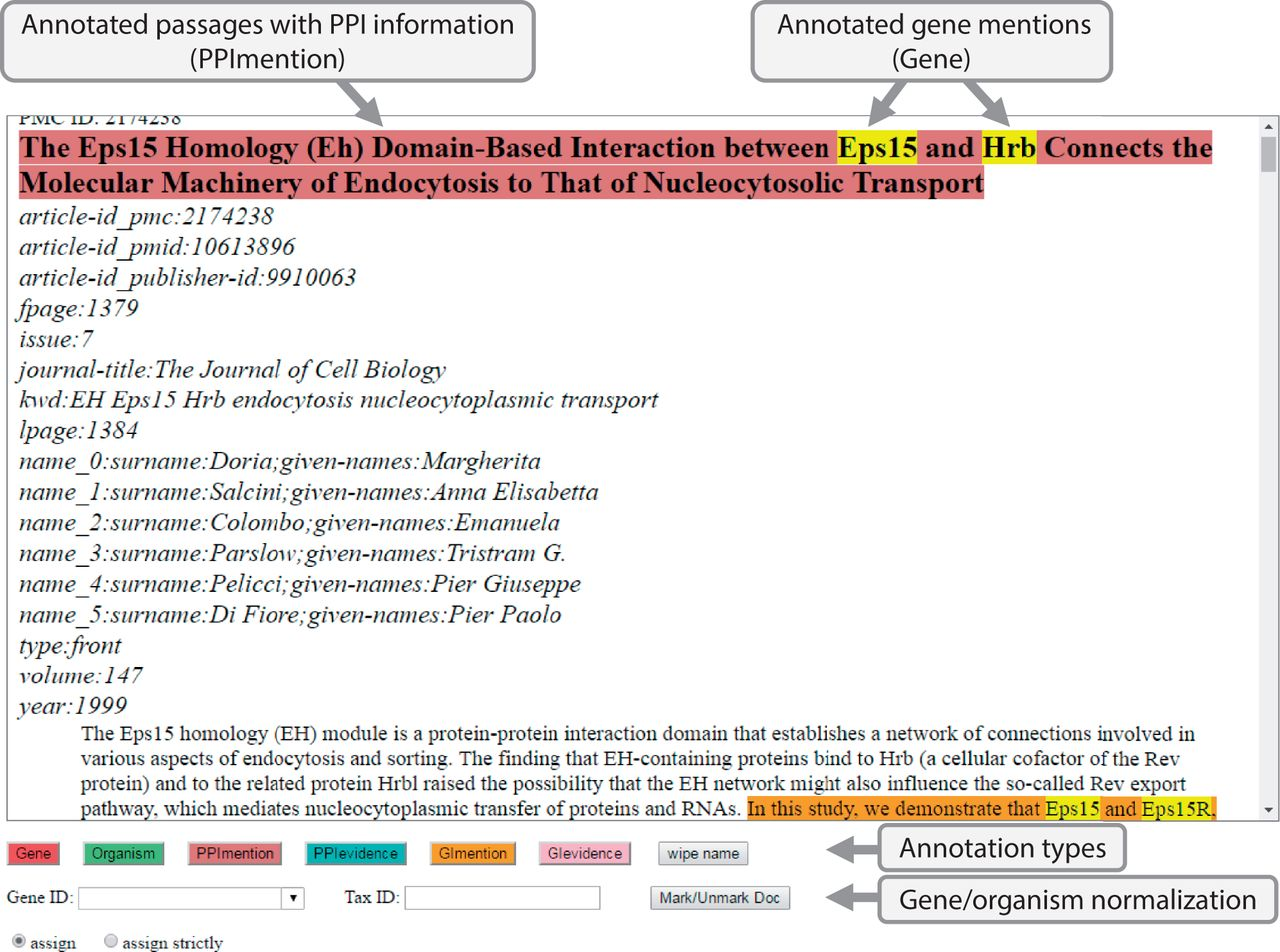 Annotated passages with PPI information
(PPImention)
Annotated gene mentions
(Gene)
PMC ID: 2174238
The Eps15 Homology (Eh) Domain-Based Interaction between Eps15 and Hrb Connects the
Molecular Machinery of Endocytosis to That of Nucleocytosolic Transport
article-id_pmc:2174238
article-id_pmid:10613896
article-id_publisher-id:9910063
fpage:1379
issue:7
journal-title:The Journal of Cell Biology
kwd:EH Eps15 Hrb endocytosis nucleocytoplasmic transport
lpage:1384
name_0:surname:Doria;given-names:Margherita
name_1:surname:Salcini;given-names:Anna Elisabetta
name_2:surname:Colombo;given-names:Emanuela
name_3:surname:Parslow;given-names:Tristram G.
name_4:surname:Pelicci;given-names:Pier Giuseppe
name_5:surname:Di Fiore;given-names:Pier Paolo
type:front
volume:147
year:1999
The Eps15 homology (EH) module is a protein-protein interaction domain that establishes a network of connections involved in
various aspects of endocytosis and sorting. The finding that EH-containing proteins bind to Hrb (a cellular cofactor of the Rev
protein) and to the related protein Hrbl raised the possibility that the EH network might also influence the so-called Rev export
pathway, which mediates nucleocytoplasmic transfer of proteins and RNAs. In this study, we demonstrate that Eps15 and Eps15R,
Gene Organism PPImention PPIevidence GImention GIevidence wipe name
Annotation types
Gene ID: Tax ID: Mark/Unmark Doc
Gene/organism normalization
assign assign strictly